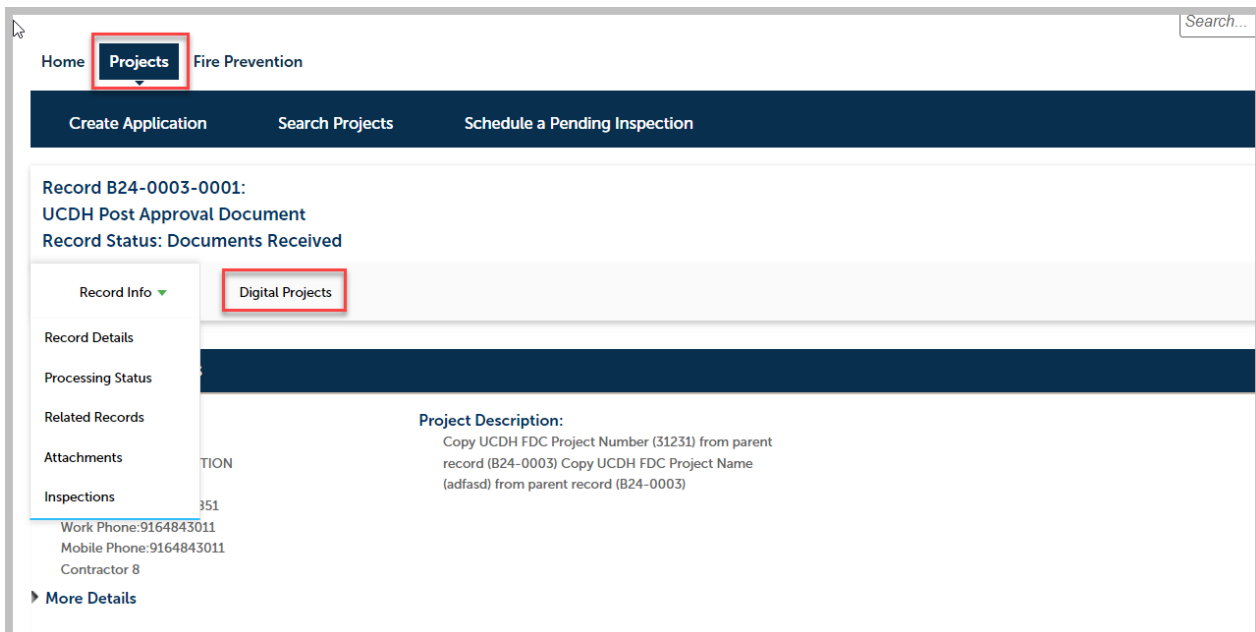 Search...
Home Projects Fire Prevention
Create Application Search Projects Schedule a Pending Inspection
Record B24-0003-0001:
UCDH Post Approval Document
Record Status: Documents Received
Record Info Digital Projects
Record Details
Processing Status
Related Records
Attachments
TION
Inspections
351
Work Phone:9164843011
Mobile Phone:9164843011
Contractor 8
More Details
Project Description:
Copy UCDH FDC Project Number (31231) from parent
record (B24-0003) Copy UCDH FDC Project Name
(adfasd) from parent record (B24-0003)